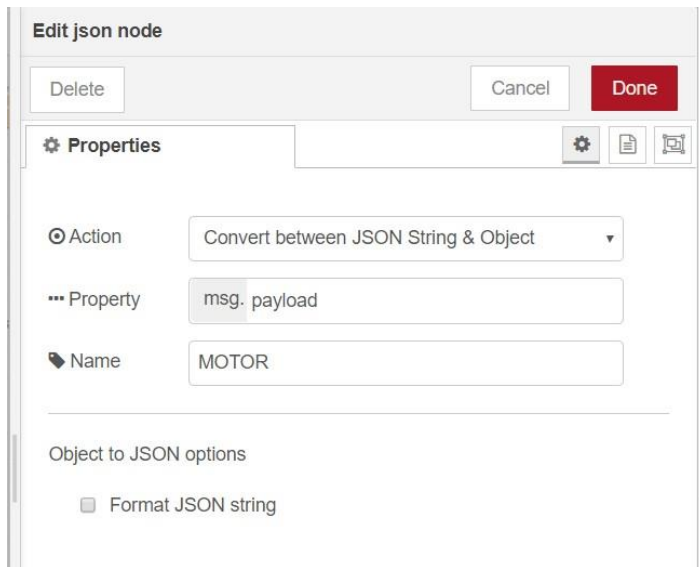 Edit json node
Delete Cancel Done
Properties
Action Convert between JSON String & Object
Property msg. payload
Name MOTOR
Object to JSON options
Format JSON string